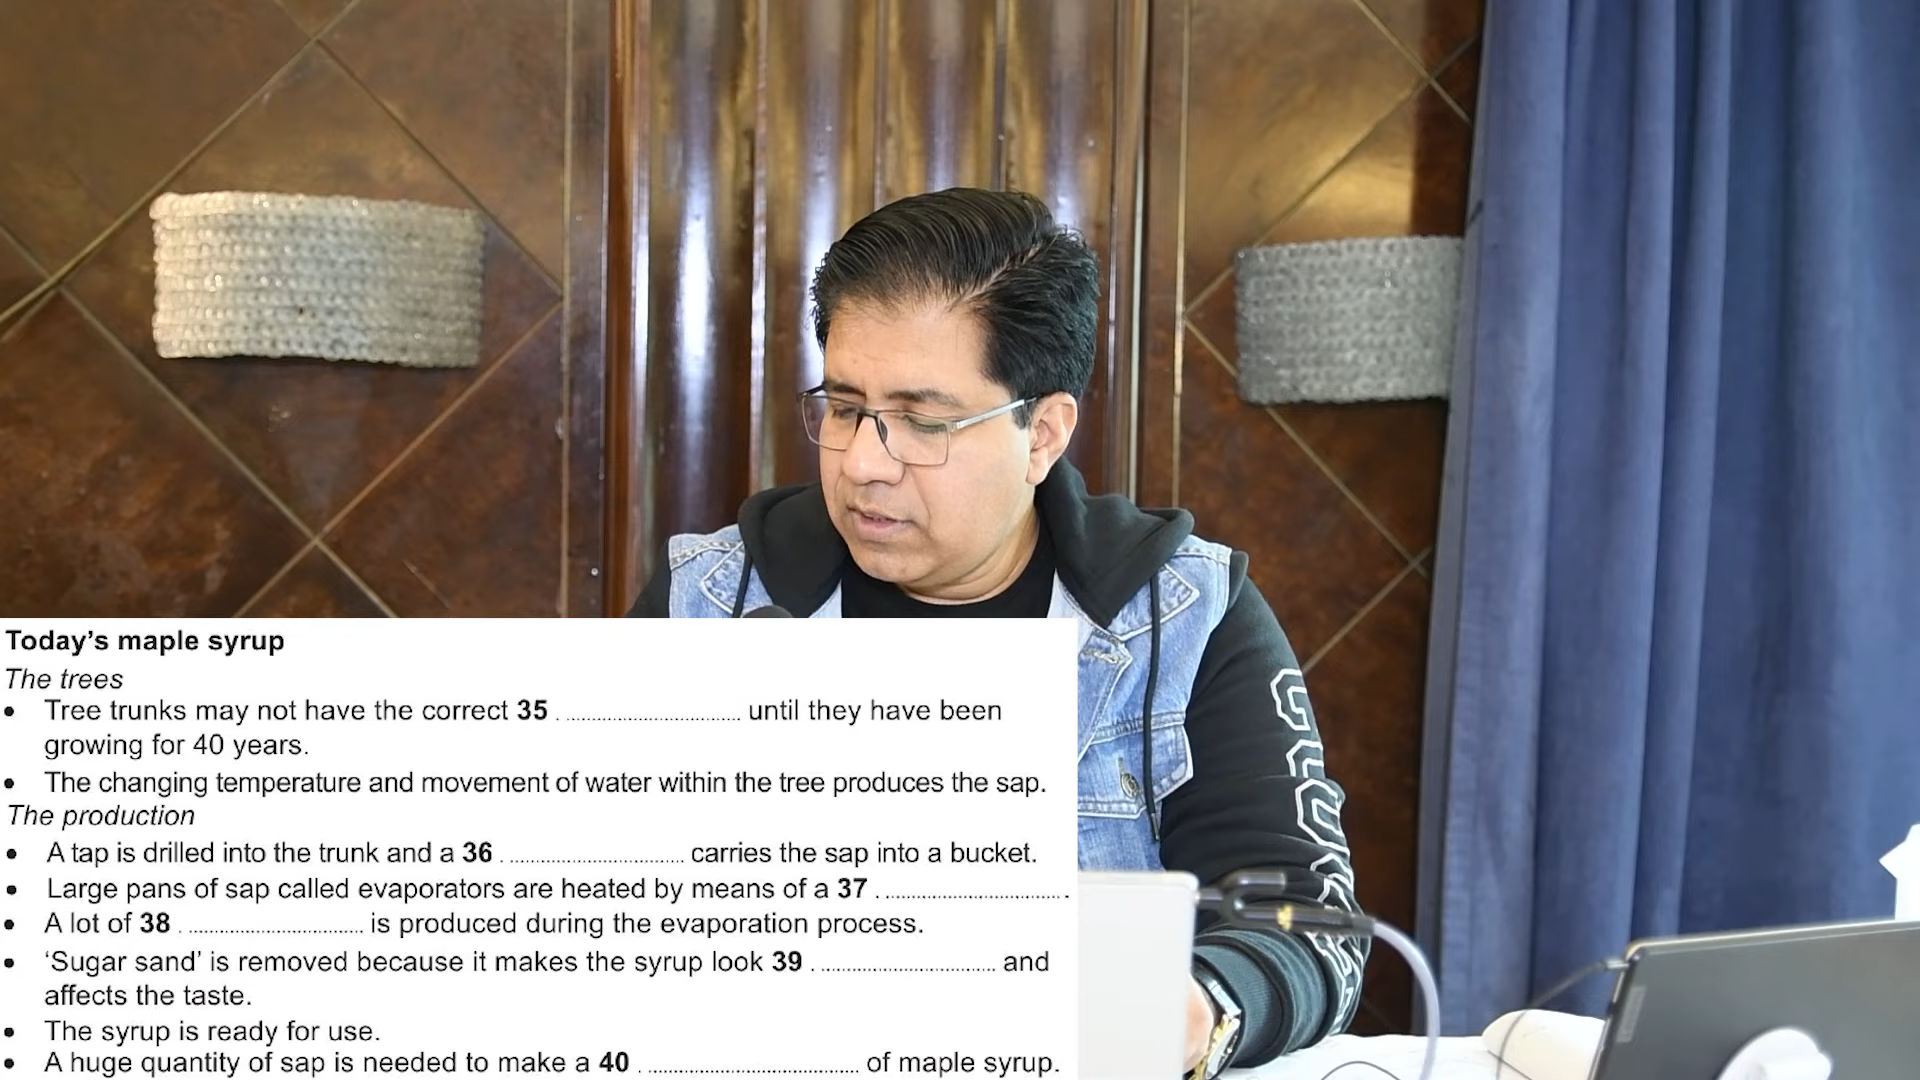 Today's maple syrup
The trees
• Tree trunks may not have the correct 35 . .................................. until they have been
growing for 40 years.
• The changing temperature and movement of water within the tree produces the sap.
The production
• A tap is drilled into the trunk and a 36 . .................................. carries the sap into a bucket.
• Large pans of sap called evaporators are heated by means of a 37 . .................................. .
• A lot of 38 . .................................. is produced during the evaporation process.
• ‘Sugar sand’ is removed because it makes the syrup look 39 . .................................. and
affects the taste.
• The syrup is ready for use.
• A huge quantity of sap is needed to make a 40 . .......................................... of maple syrup.